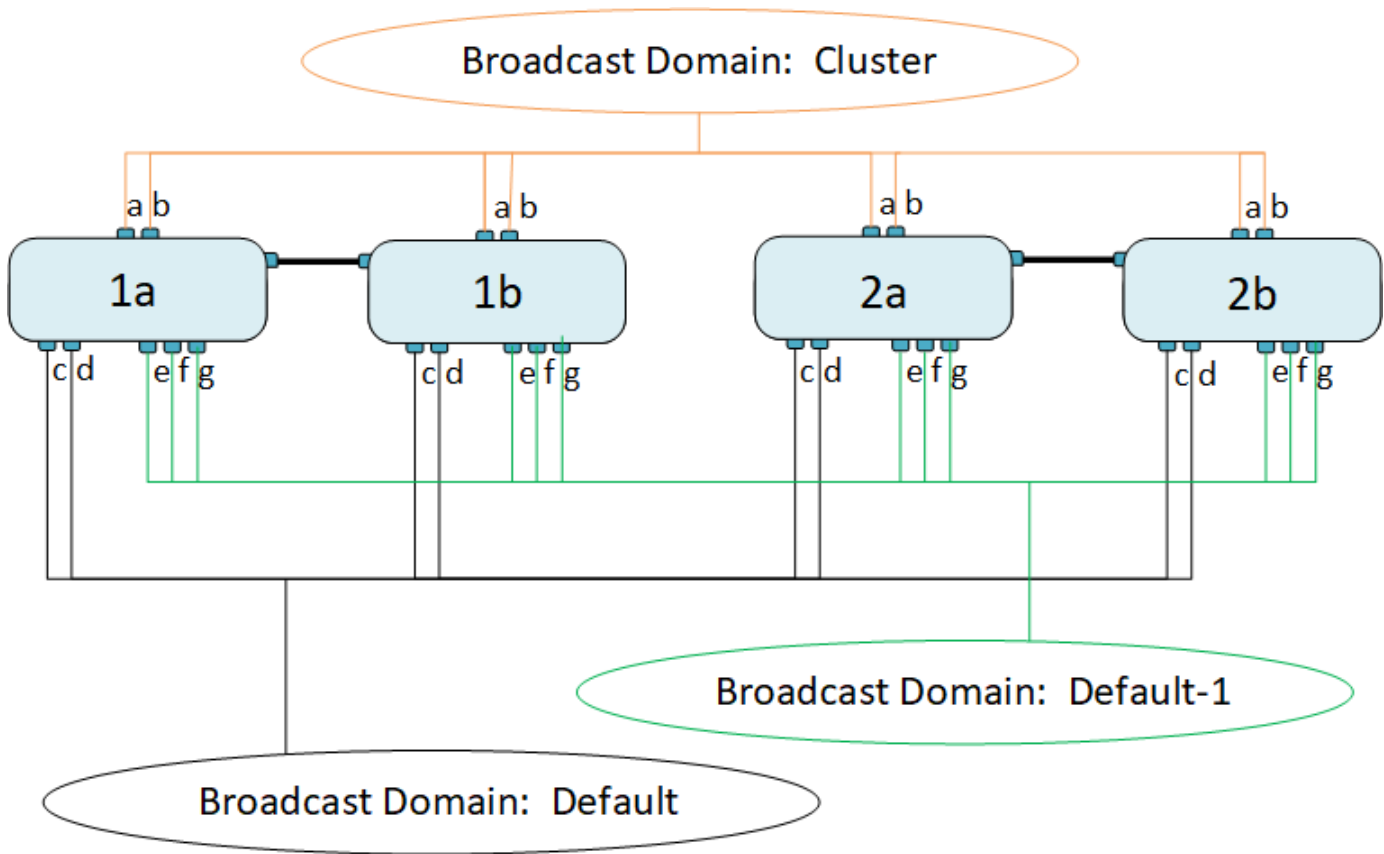 Broadcast Domain: Cluster
a b
a b
a b
a b
1a
1b
2a
2b
c d
e f g
c d
e f g
c d
e f g
c d
e f g
Broadcast Domain: Default-1
Broadcast Domain: Default